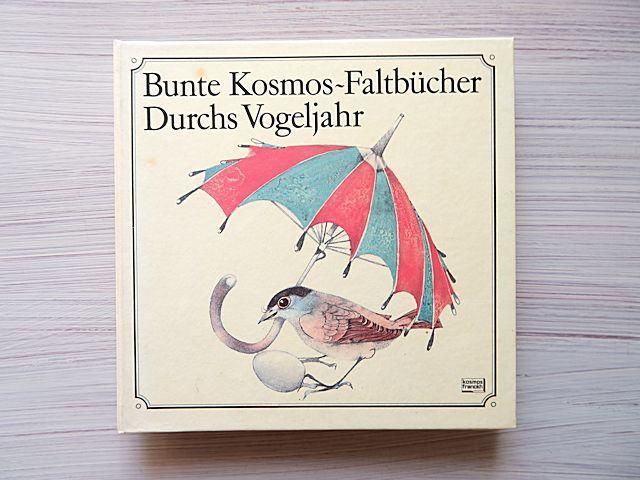 Bunte Kosmos-Faltbücher
Durchs Vogeljahr
kosmos
franckh